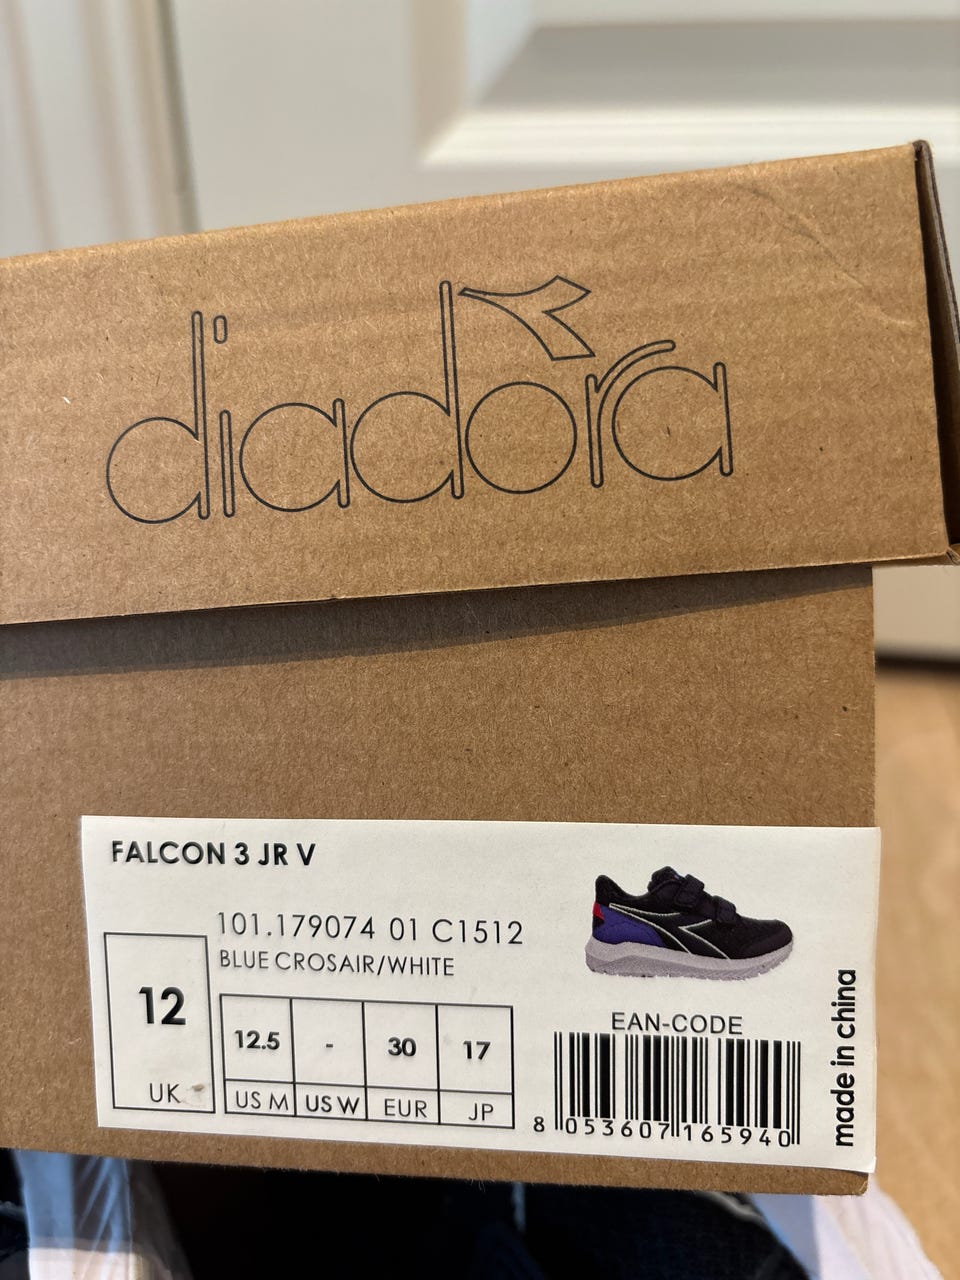 diadora
FALCON 3 JR V
101.179074 01 C1512
BLUE CROSAIR/WHITE
12
UK
12.5 - 30 17
US M US W EUR JP
EAN-CODE
8 053607 165940
made in china